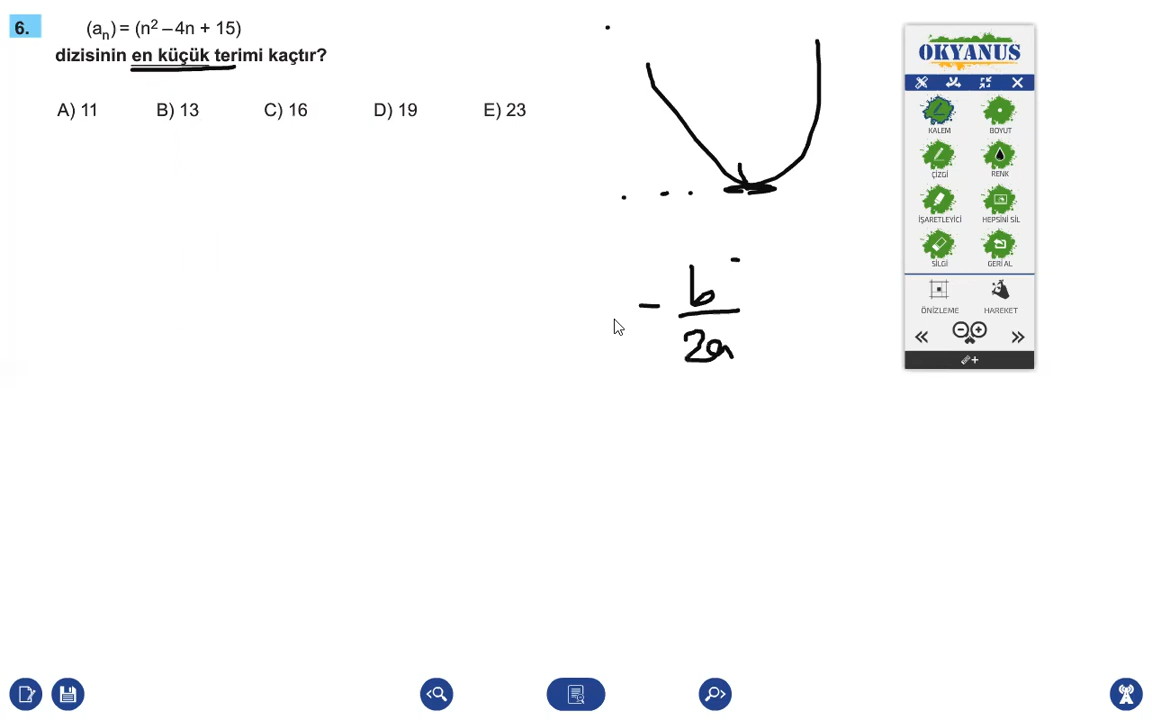 6. (aₙ) = (n² – 4n + 15)
dizisinin en küçük terimi kaçtır?
A) 11 B) 13 C) 16 D) 19 E) 23
- b
2a
OKYANUS
KALEM BOYUT
ÇİZGİ RENK
İŞARETLEYİCİ HEPSİNİ SİL
SİLGİ GERİ AL
ÖNİZLEME HAREKET